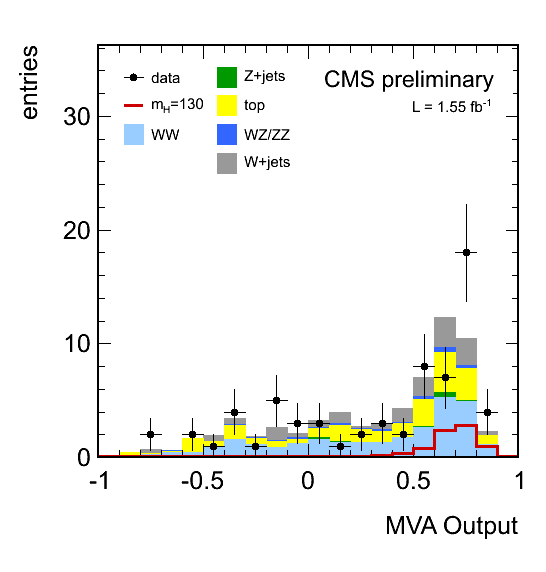 entries
CMS preliminary
L = 1.55 fb⁻¹
data
m_H=130
WW
Z+jets
top
WZ/ZZ
W+jets
30
20
10
0
-1 -0.5 0 0.5 1
MVA Output